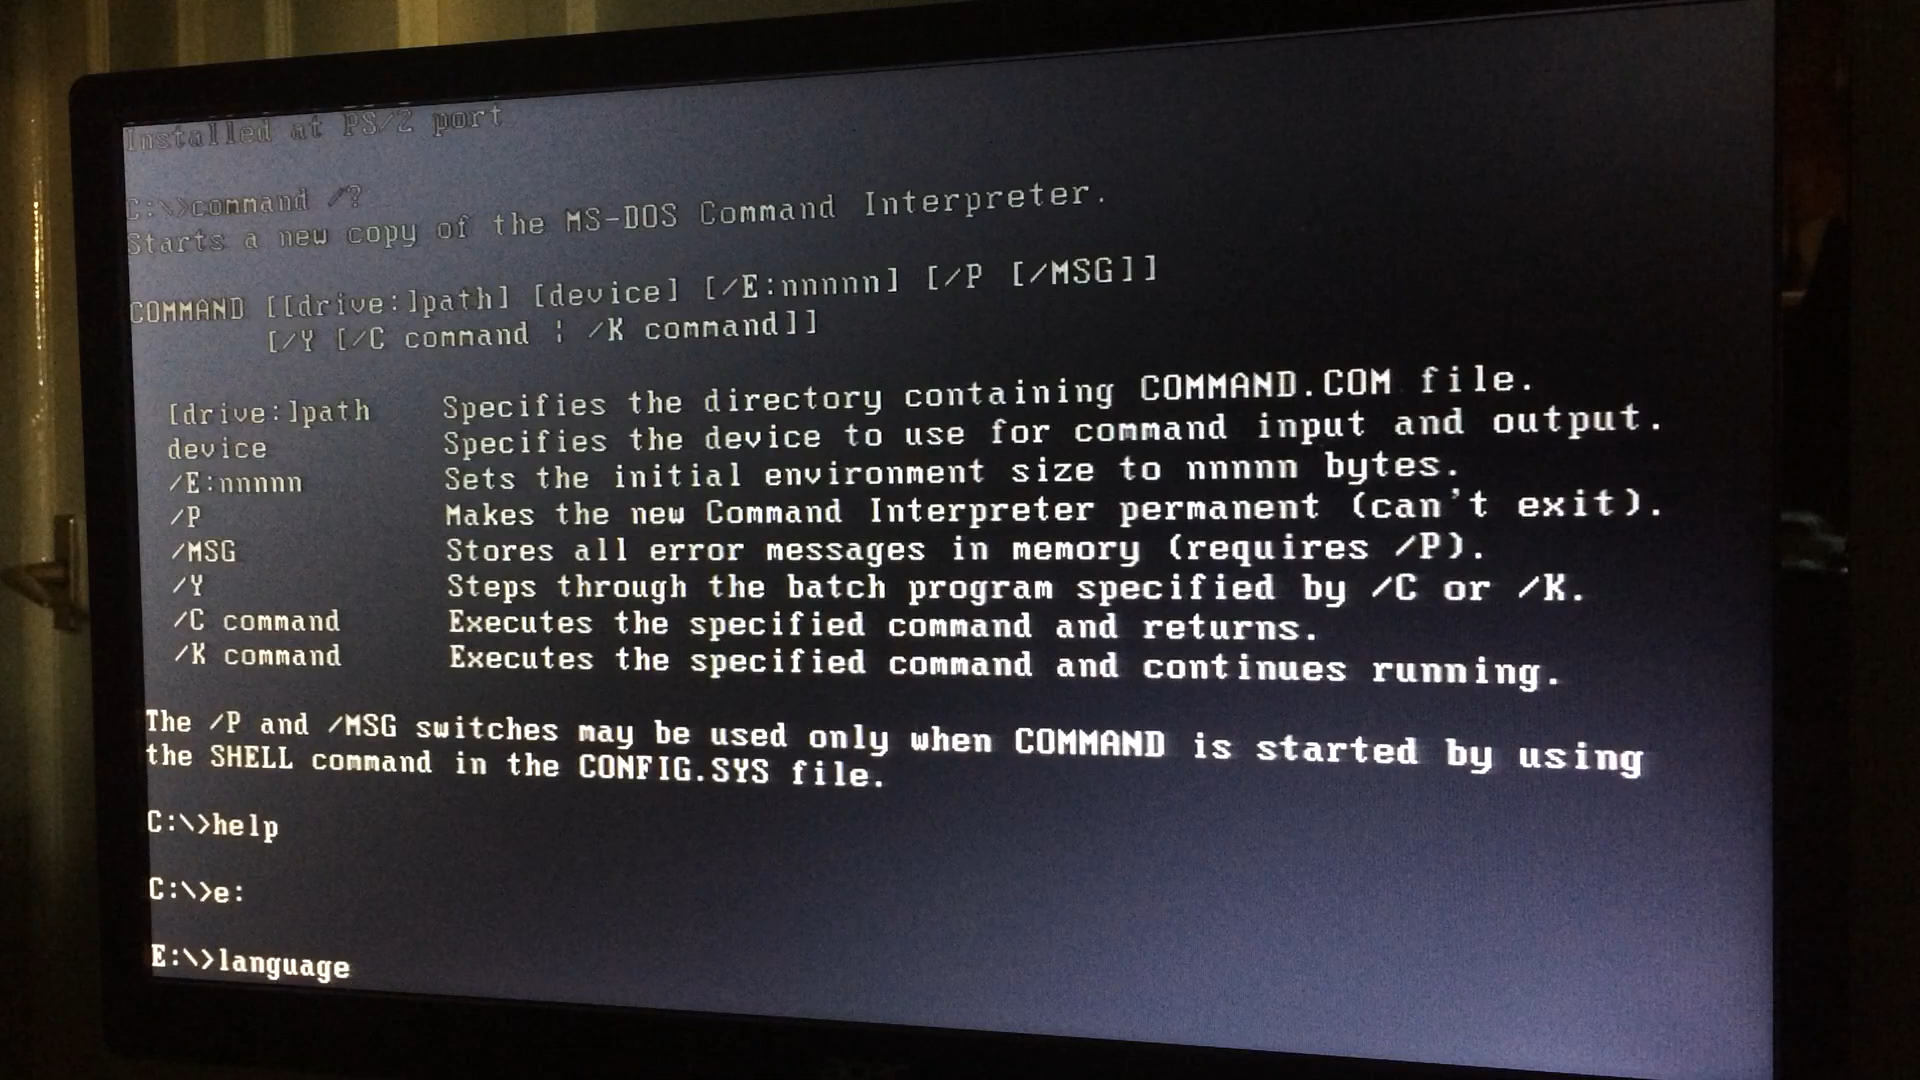 Installed at PS/2 port
C:\>command /?
Starts a new copy of the MS-DOS Command Interpreter.
COMMAND [[drive:]path] [device] [/E:nnnnn] [/P [/MSG]]
[/Y [/C command ¦ /K command]]
[drive:]path Specifies the directory containing COMMAND.COM file.
device Specifies the device to use for command input and output.
/E:nnnnn Sets the initial environment size to nnnnn bytes.
/P Makes the new Command Interpreter permanent (can't exit).
/MSG Stores all error messages in memory (requires /P).
/Y Steps through the batch program specified by /C or /K.
/C command Executes the specified command and returns.
/K command Executes the specified command and continues running.
The /P and /MSG switches may be used only when COMMAND is started by using
the SHELL command in the CONFIG.SYS file.
C:\>help
C:\>e:
E:\>language